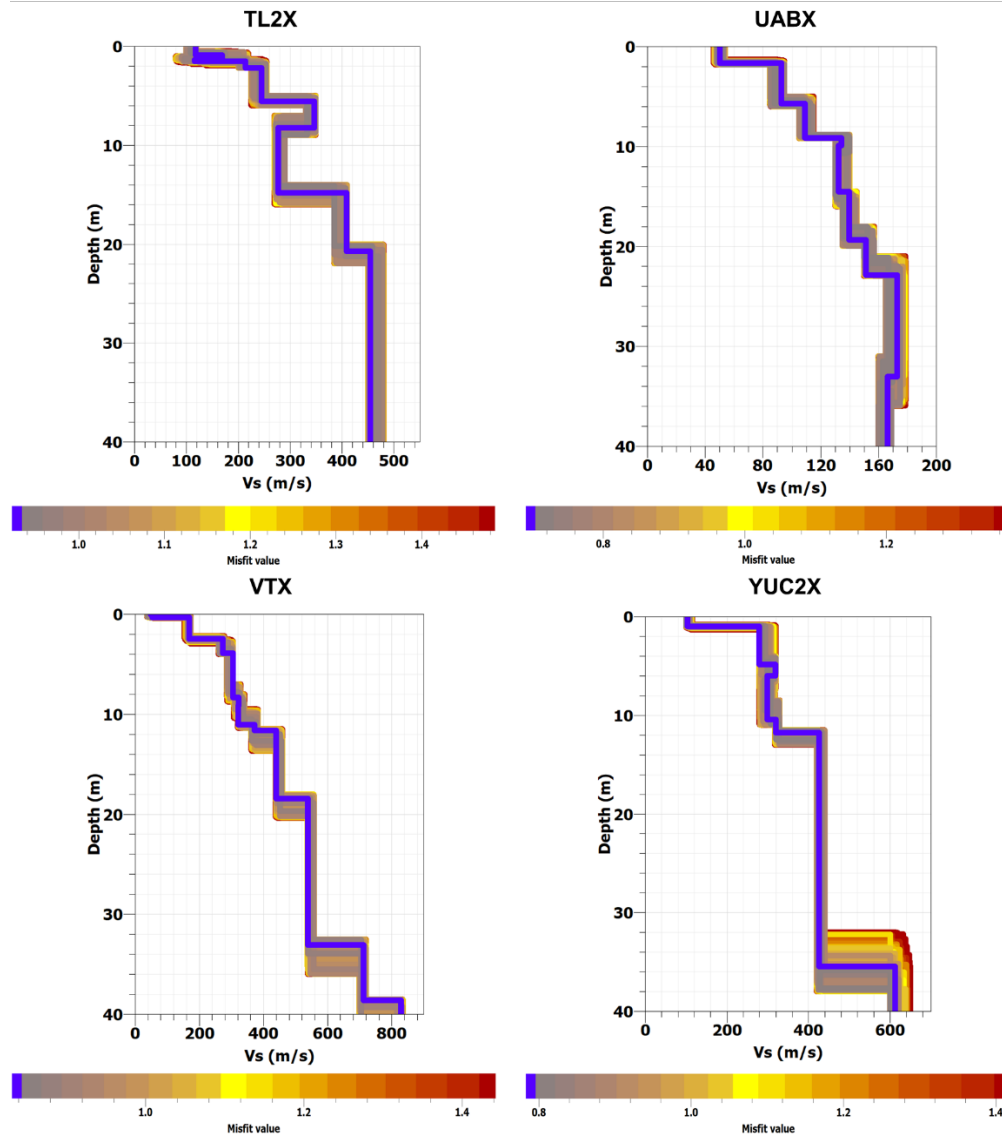 TL2X
UABX
0
10
20
30
40
Depth (m)
0 100 200 300 400 500
Vs (m/s)
0
10
20
30
40
Depth (m)
0 40 80 120 160 200
Vs (m/s)
1.0 1.1 1.2 1.3 1.4
Misfit value
0.8 1.0 1.2
Misfit value
VTX
YUC2X
0
10
20
30
40
Depth (m)
0 200 400 600 800
Vs (m/s)
0
10
20
30
40
Depth (m)
0 200 400 600
Vs (m/s)
1.0 1.2 1.4
Misfit value
0.8 1.0 1.2 1.4
Misfit value